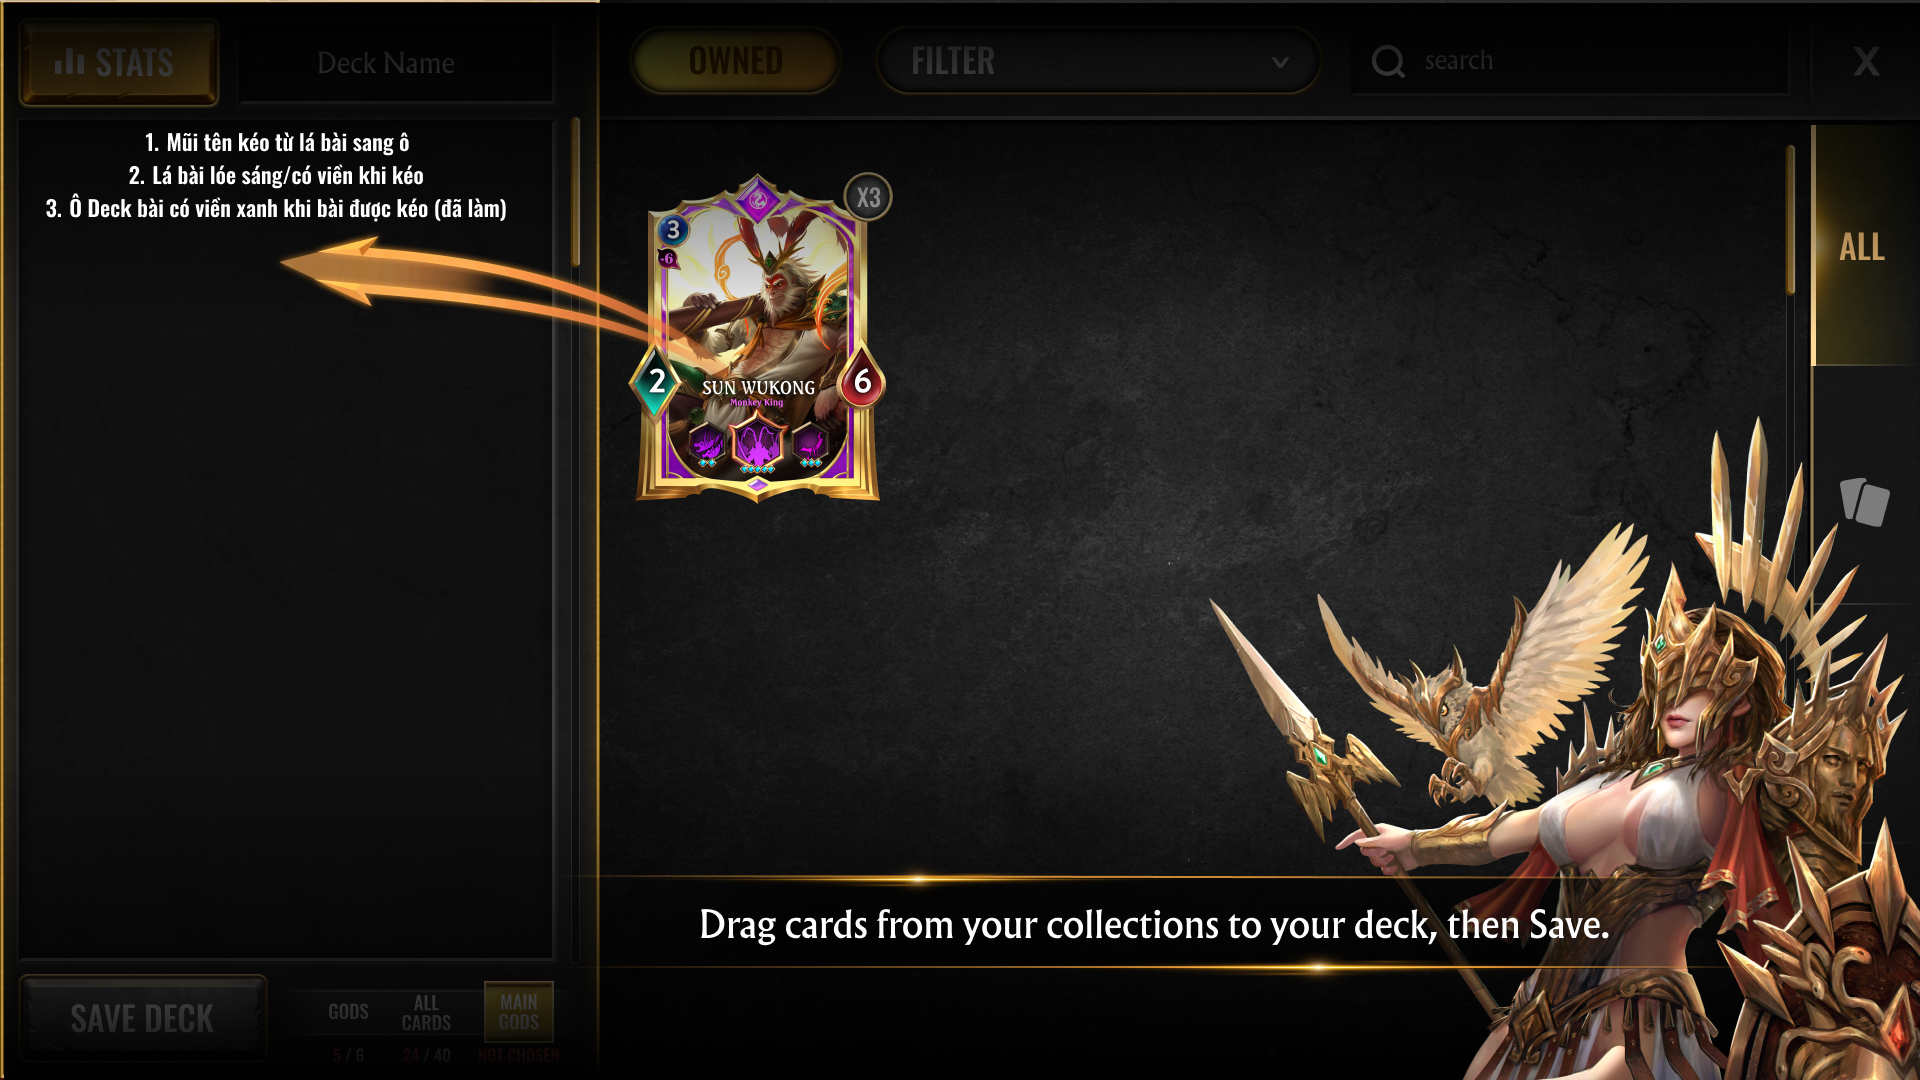 STATS
Deck Name
OWNED
FILTER
search
X
1. Mũi tên kéo từ lá bài sang ô
2. Lá bài lóe sáng/có viền khi kéo
3. Ô Deck bài có viền xanh khi bài được kéo (đã làm)
X3
3
-6
ALL
2
SUN WUKONG
6
Monkey King
Drag cards from your collections to your deck, then Save.
SAVE DECK
GODS
ALL
CARDS
MAIN
GODS
5 / 6
24 / 40
NOT CHOSEN